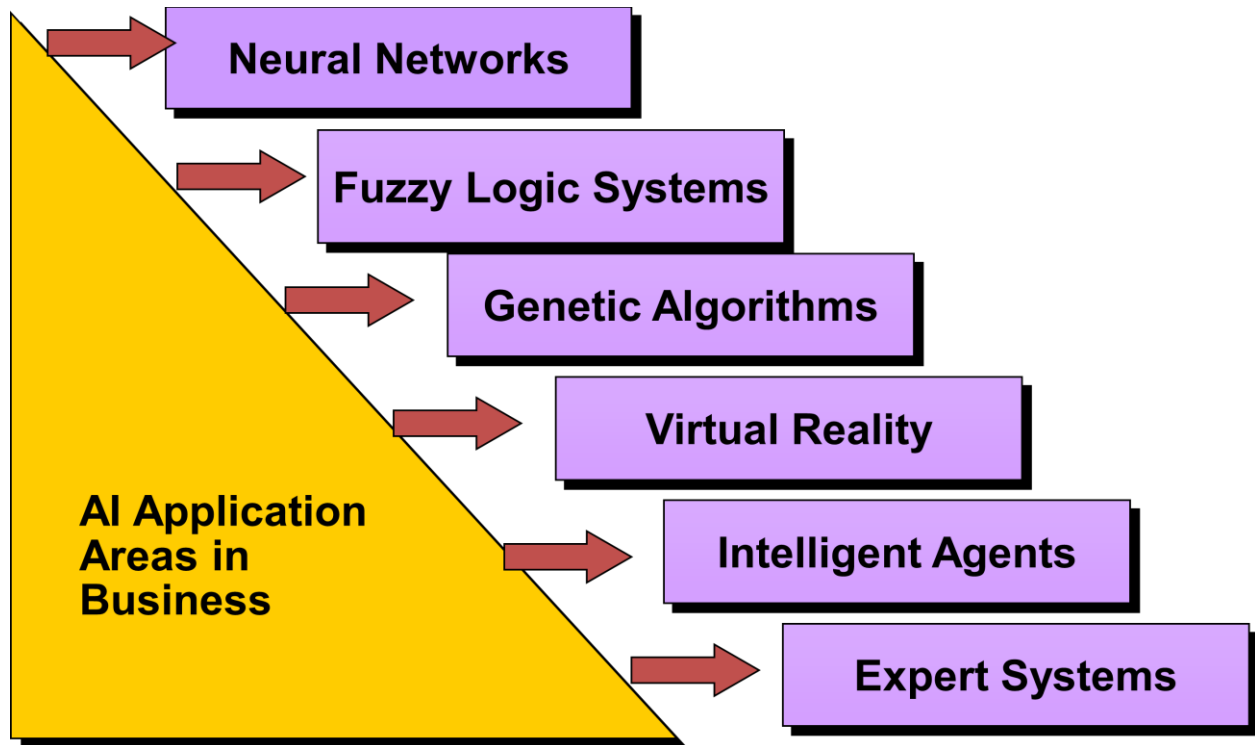 Neural Networks
Fuzzy Logic Systems
Genetic Algorithms
Virtual Reality
AI Application
Areas in
Business
Intelligent Agents
Expert Systems